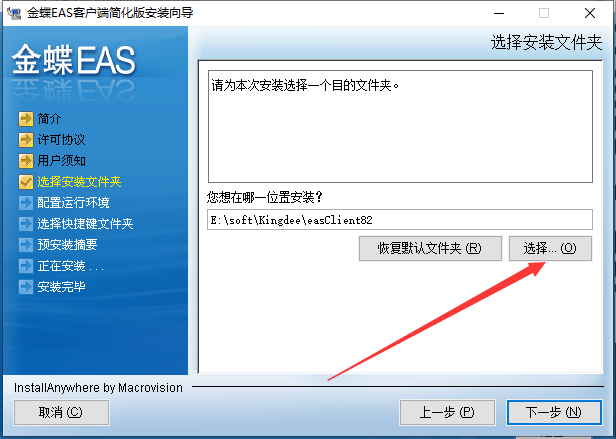 金蝶EAS客户端简化版安装向导
选择安装文件夹
金蝶EAS
简介
许可协议
用户须知
选择安装文件夹
配置运行环境
选择快捷键文件夹
预安装摘要
正在安装 . . .
安装完毕
请为本次安装选择一个目的文件夹。
您想在哪一位置安装？
E:\soft\Kingdee\easClient82
恢复默认文件夹 (R)
选择... (O)
InstallAnywhere by Macrovision
取消 (C)
上一步 (P)
下一步 (N)